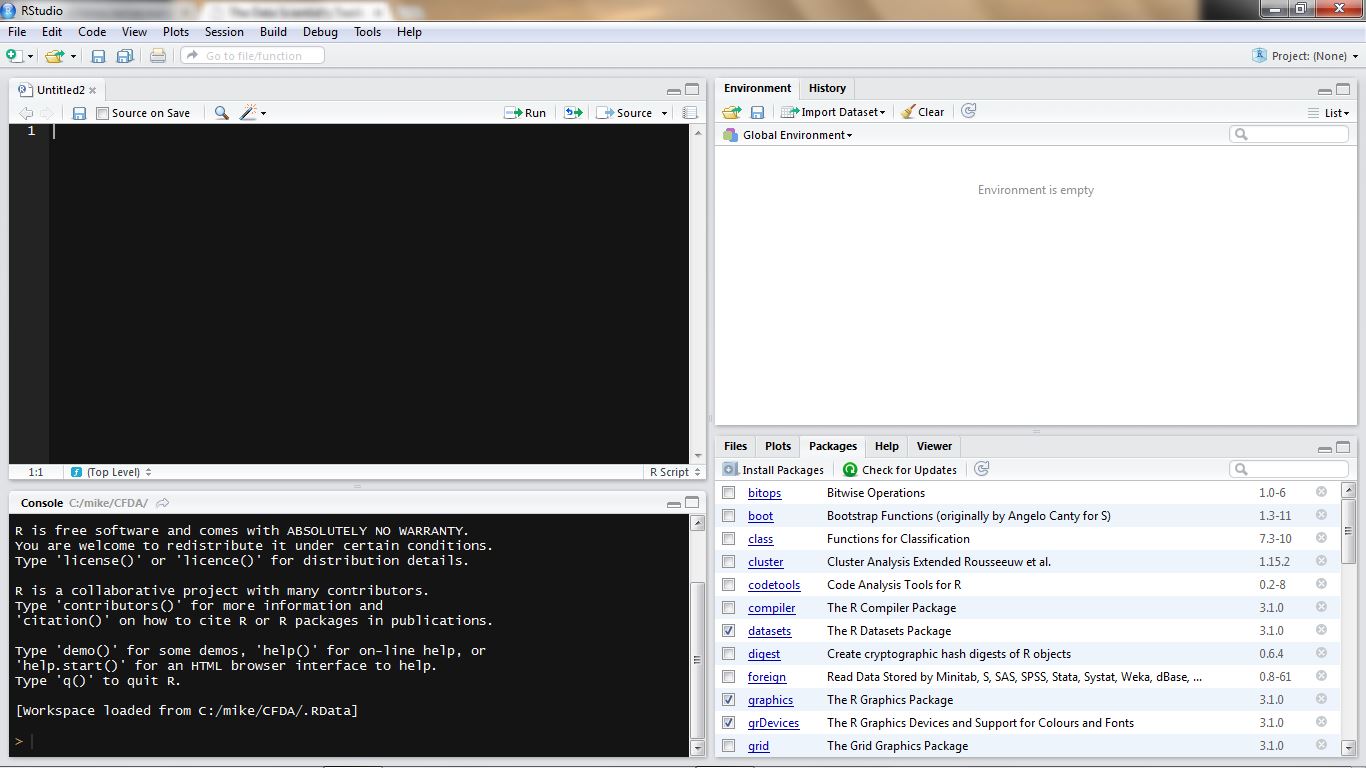 RStudio
File Edit Code View Plots Session Build Debug Tools Help
Go to file/function
Project: (None)
Untitled2
Source on Save
Run
Source
1
1:1
(Top Level)
R Script
Console C:/mike/CFDA/
R is free software and comes with ABSOLUTELY NO WARRANTY.
You are welcome to redistribute it under certain conditions.
Type 'license()' or 'licence()' for distribution details.
R is a collaborative project with many contributors.
Type 'contributors()' for more information and
'citation()' on how to cite R or R packages in publications.
Type 'demo()' for some demos, 'help()' for on-line help, or
'help.start()' for an HTML browser interface to help.
Type 'q()' to quit R.
[Workspace loaded from C:/mike/CFDA/.RData]
>
Environment History
Import Dataset
Clear
List
Global Environment
Environment is empty
Files Plots Packages Help Viewer
Install Packages Check for Updates
bitops Bitwise Operations 1.0-6
boot Bootstrap Functions (originally by Angelo Canty for S) 1.3-11
class Functions for Classification 7.3-10
cluster Cluster Analysis Extended Rousseeuw et al. 1.15.2
codetools Code Analysis Tools for R 0.2-8
compiler The R Compiler Package 3.1.0
datasets The R Datasets Package 3.1.0
digest Create cryptographic hash digests of R objects 0.6.4
foreign Read Data Stored by Minitab, S, SAS, SPSS, Stata, Systat, Weka, dBase, ... 0.8-61
graphics The R Graphics Package 3.1.0
grDevices The R Graphics Devices and Support for Colours and Fonts 3.1.0
grid The Grid Graphics Package 3.1.0